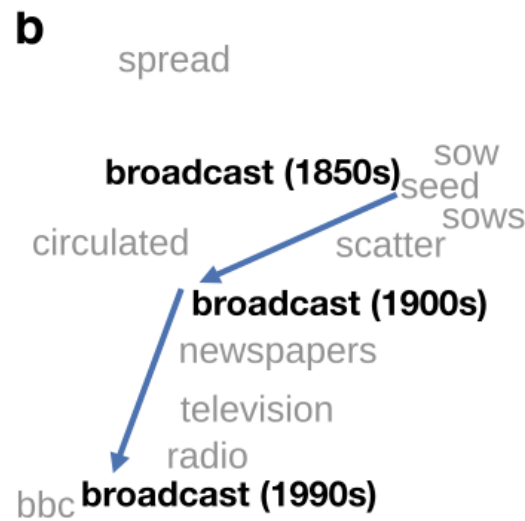 b
spread
sow
broadcast (1850s)
seed
sows
circulated
scatter
broadcast (1900s)
newspapers
television
radio
bbc broadcast (1990s)